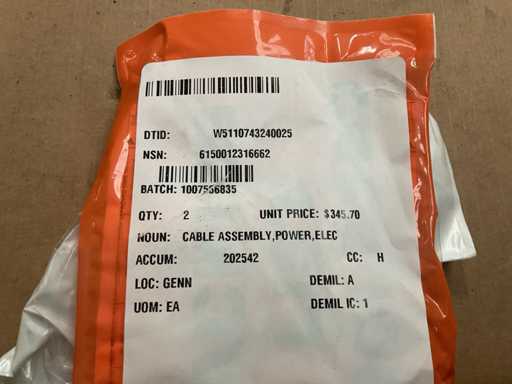 DTID: W5110743240025
NSN: 6150012316662
BATCH: 1007566835
QTY: 2 UNIT PRICE: $345.70
NOUN: CABLE ASSEMBLY,POWER,ELEC
ACCUM: 202542 CC: H
LOC: GENN DEMIL: A
UOM: EA DEMIL IC: 1